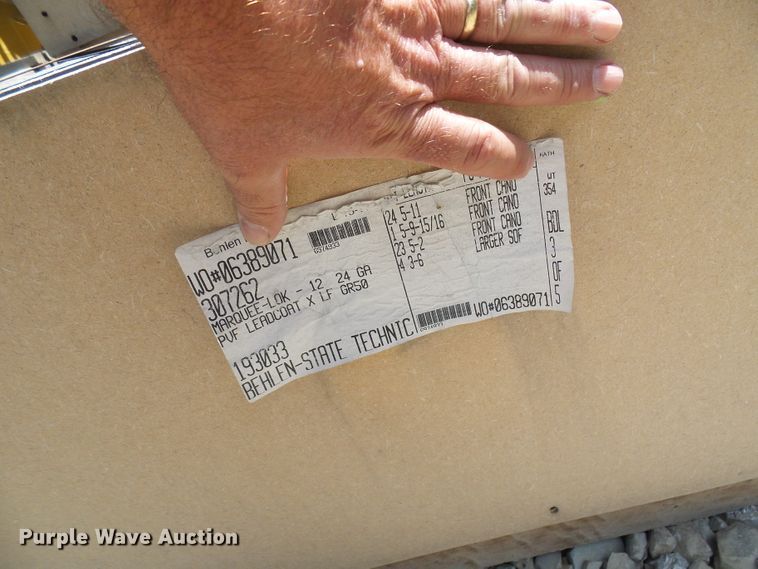 WO#06389071
307262
MARQUEE-LOK - 12 24 GA
PVF LEADCOAT X LF GR50
193033
BEHLEN-STATE TECHNIC
24 5-11 FRONT CANO
1 5-9-15/16 FRONT CANO
23 5-2 FRONT CANO
4 3-6 LARGER SOF
WO#06389071
WT
354
BDL
3
OF
5
Purple Wave Auction®